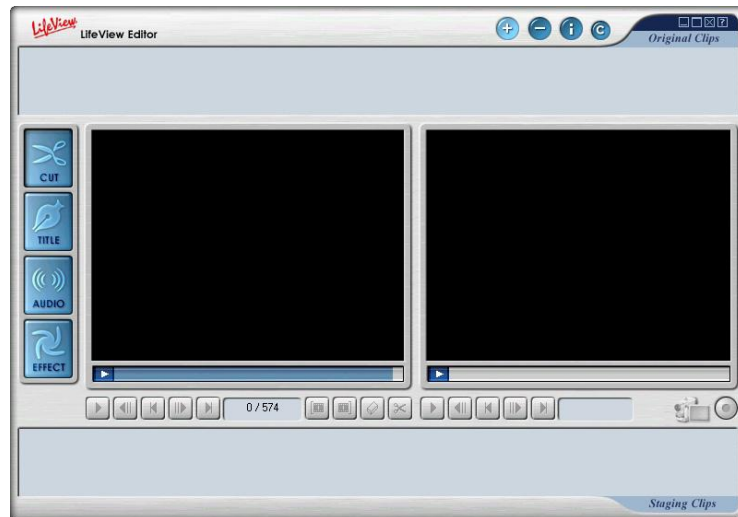 LifeView
LifeView Editor
Original Clips
CUT
TITLE
AUDIO
EFFECT
0 / 574
Staging Clips